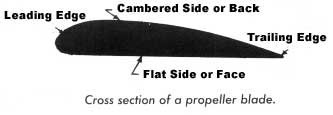 Cambered Side or Back
Leading Edge
Trailing Edge
Flat Side or Face
Cross section of a propeller blade.